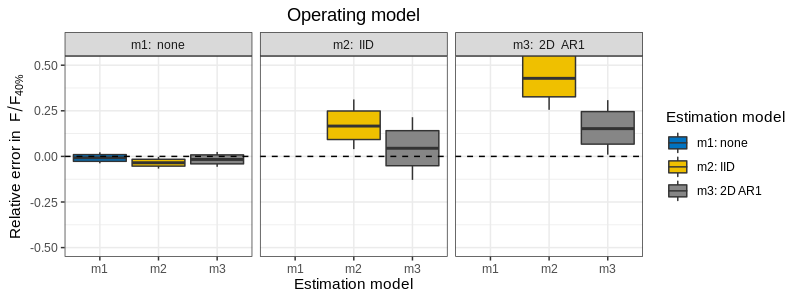 Operating model
m1: none
m2: IID
m3: 2D AR1
Relative error in F/F40%
0.50
0.25
0.00
-0.25
-0.50
m1 m2 m3
m1 m2 m3
m1 m2 m3
Estimation model
Estimation model
m1: none
m2: IID
m3: 2D AR1